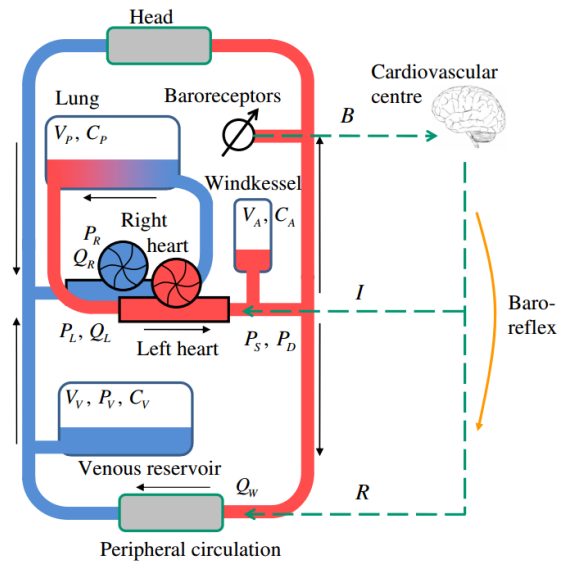 Head
Cardiovascular
centre
Lung
Baroreceptors
B
V_P, C_P
Windkessel
V_A, C_A
Right
heart
P_R
Q_R
I
Baro-
reflex
P_L, Q_L
Left heart
P_S, P_D
V_V, P_V, C_V
Venous reservoir
Q_W
R
Peripheral circulation